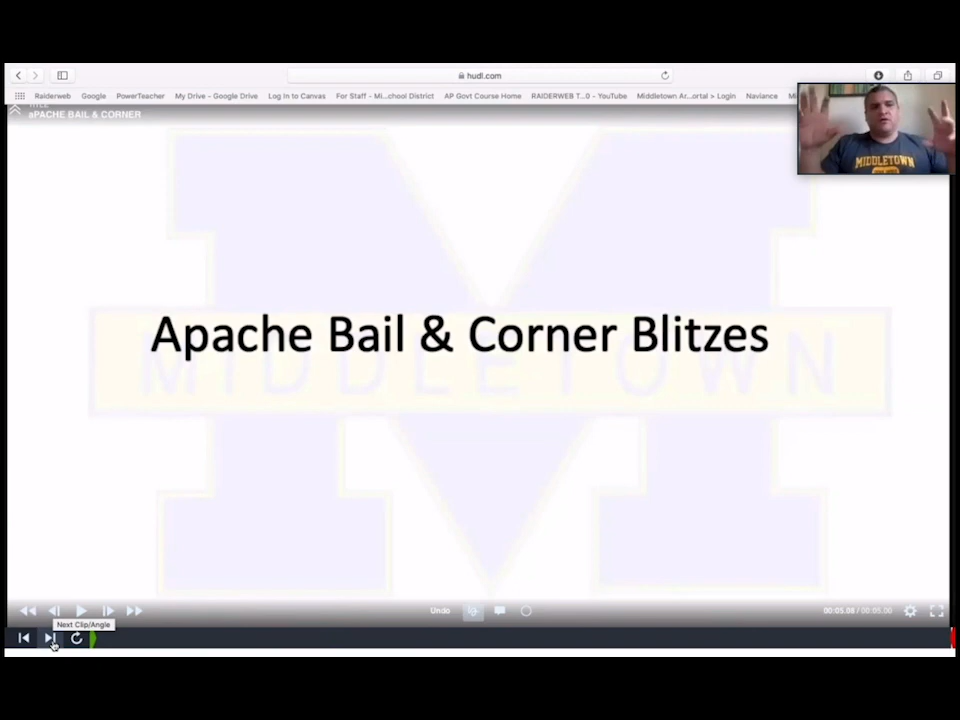 hudl.com
Raiderweb Google PowerTeacher My Drive - Google Drive Log In to Canvas For Staff - Mi...chool District AP Govt Course Home RAIDERWEB T...0 - YouTube Middletown Ar...ortal > Login Naviance
TITLE
aPACHE BAIL & CORNER
MIDDLETOWN
Apache Bail & Corner Blitzes
MIDDLETOWN
Undo
00:05.08 / 00:05.00
Next Clip/Angle